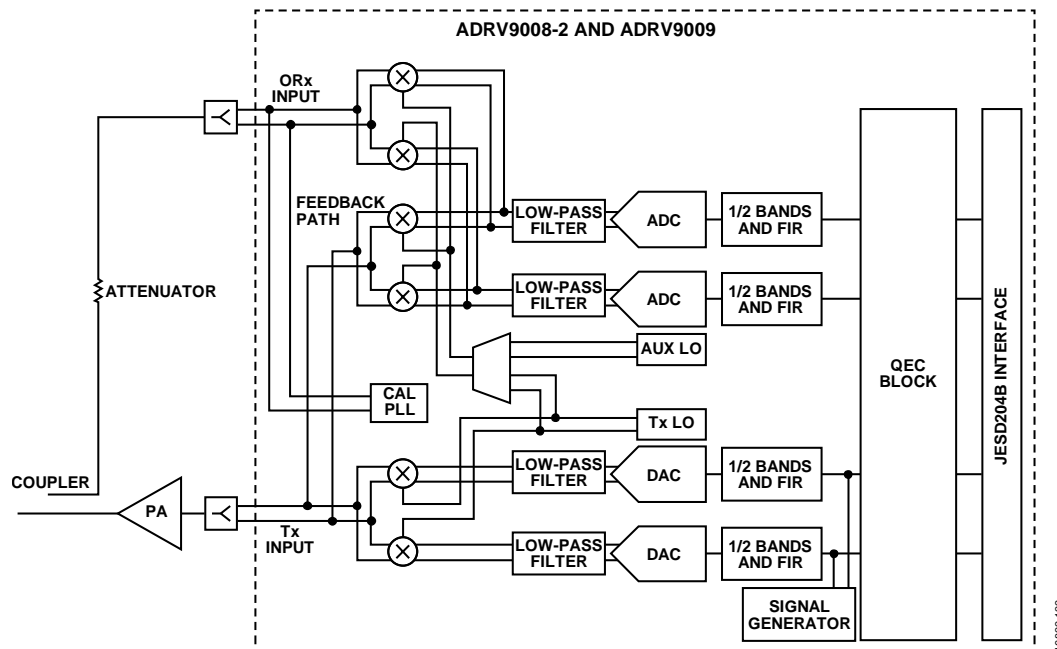 ADRV9008-2 AND ADRV9009
ORx
INPUT
FEEDBACK
PATH
LOW-PASS
FILTER
ADC
1/2 BANDS
AND FIR
ATTENUATOR
LOW-PASS
FILTER
ADC
1/2 BANDS
AND FIR
AUX LO
QEC
BLOCK
JESD204B INTERFACE
CAL
PLL
Tx LO
COUPLER
PA
Tx
INPUT
LOW-PASS
FILTER
DAC
1/2 BANDS
AND FIR
LOW-PASS
FILTER
DAC
1/2 BANDS
AND FIR
SIGNAL
GENERATOR